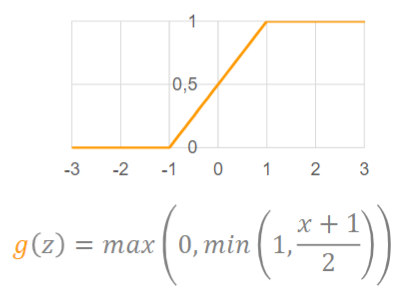 1
0,5
0
-3 -2 -1 0 1 2 3
g(z) = max(0, min(1, x + 1 / 2))